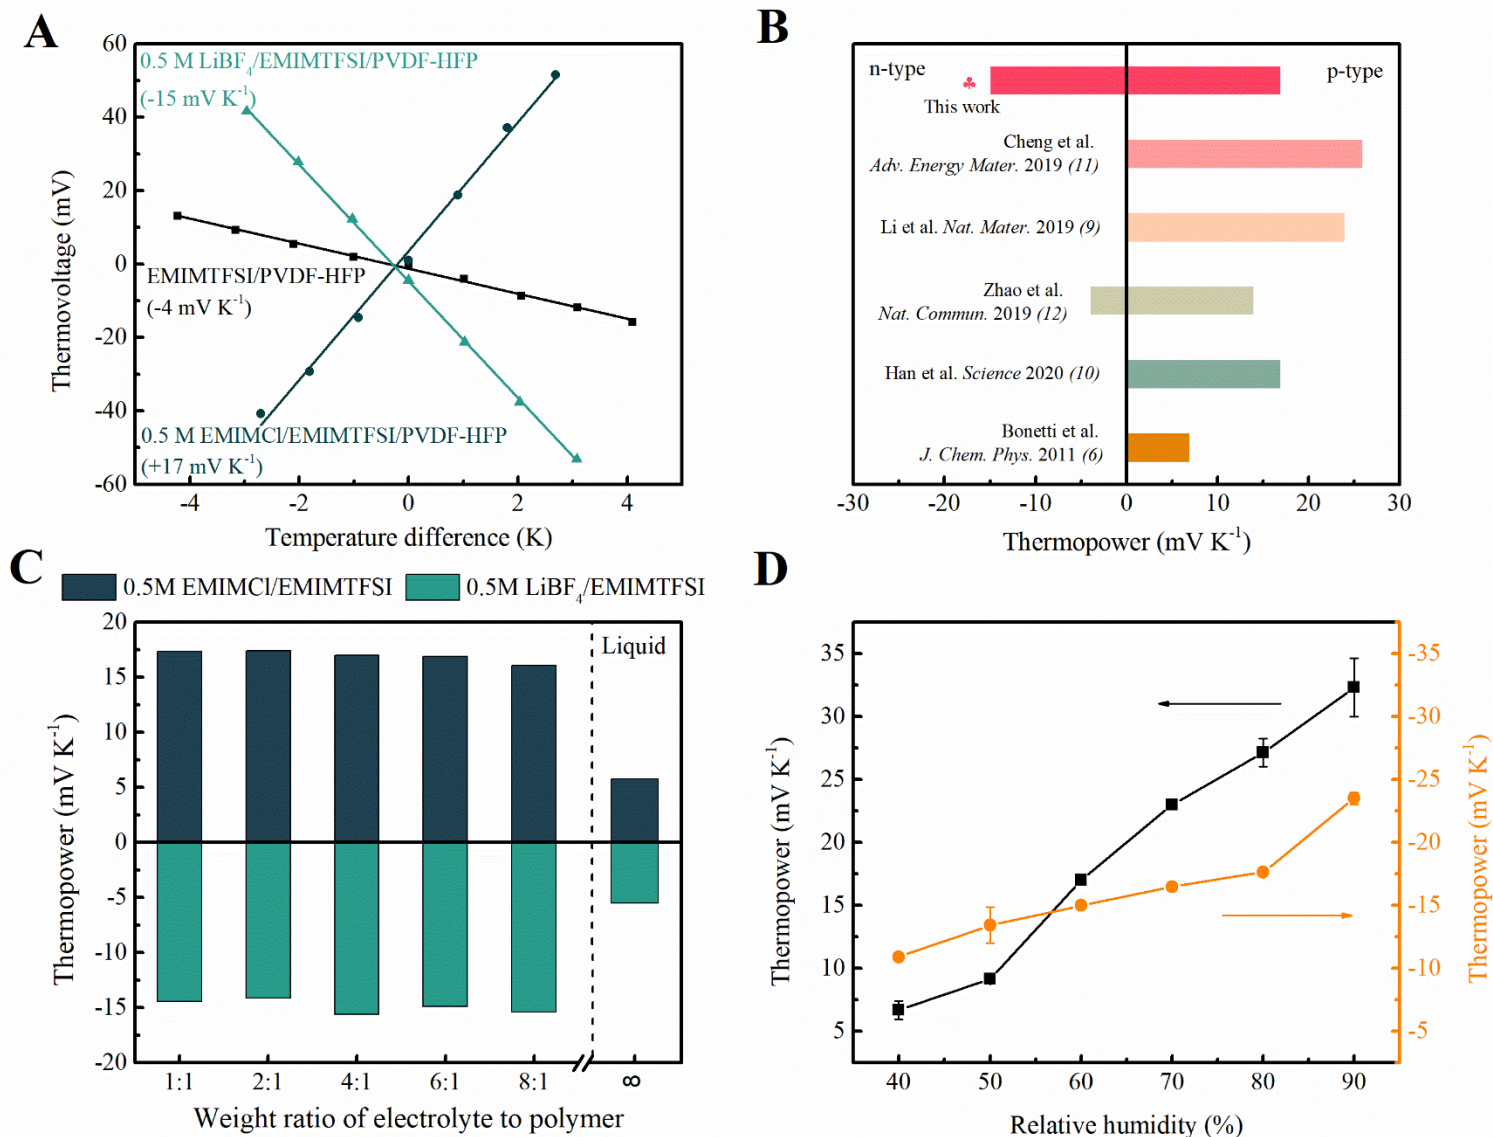 A
60
40
20
0
-20
-40
-60
Thermovoltage (mV)
0.5 M LiBF4/EMIMTFSI/PVDF-HFP
(-15 mV K-1)
EMIMTFSI/PVDF-HFP
(-4 mV K-1)
0.5 M EMIMCl/EMIMTFSI/PVDF-HFP
(+17 mV K-1)
-4 -2 0 2 4
Temperature difference (K)
B
n-type
p-type
This work
Cheng et al.
Adv. Energy Mater. 2019 (11)
Li et al. Nat. Mater. 2019 (9)
Zhao et al.
Nat. Commun. 2019 (12)
Han et al. Science 2020 (10)
Bonetti et al.
J. Chem. Phys. 2011 (6)
-30 -20 -10 0 10 20 30
Thermopower (mV K-1)
C
0.5M EMIMCl/EMIMTFSI
0.5M LiBF4/EMIMTFSI
20
15
10
5
0
-5
-10
-15
-20
Thermopower (mV K-1)
Liquid
1:1 2:1 4:1 6:1 8:1 ∞
Weight ratio of electrolyte to polymer
D
35
30
25
20
15
10
5
Thermopower (mV K-1)
-35
-30
-25
-20
-15
-10
-5
Thermopower (mV K-1)
40 50 60 70 80 90
Relative humidity (%)